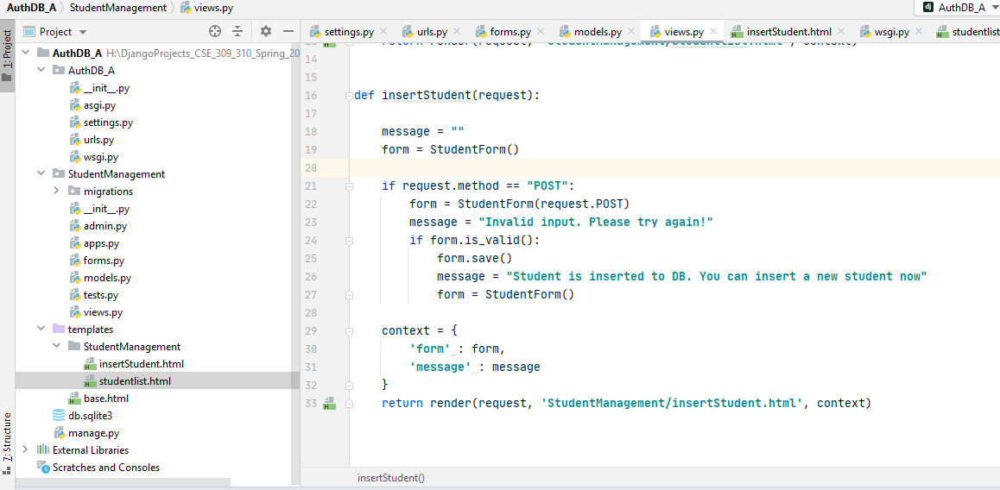 AuthDB_A
StudentManagement
views.py
AuthDB_A
1: Project
7: Structure
Project
AuthDB_A H:\DjangoProjects_CSE_309_310_Spring_20
AuthDB_A
__init__.py
asgi.py
settings.py
urls.py
wsgi.py
StudentManagement
migrations
__init__.py
admin.py
apps.py
forms.py
models.py
tests.py
views.py
templates
StudentManagement
insertStudent.html
studentlist.html
base.html
db.sqlite3
manage.py
External Libraries
Scratches and Consoles
settings.py
urls.py
forms.py
models.py
views.py
insertStudent.html
wsgi.py
studentlist
13 return render(request, 'StudentManagement/studentlist.html', context)
14
15
16 def insertStudent(request):
17
18 message = ""
19 form = StudentForm()
20
21 if request.method == "POST":
22 form = StudentForm(request.POST)
23 message = "Invalid input. Please try again!"
24 if form.is_valid():
25 form.save()
26 message = "Student is inserted to DB. You can insert a new student now"
27 form = StudentForm()
28
29 context = {
30 'form' : form,
31 'message' : message
32 }
33 return render(request, 'StudentManagement/insertStudent.html', context)
insertStudent()